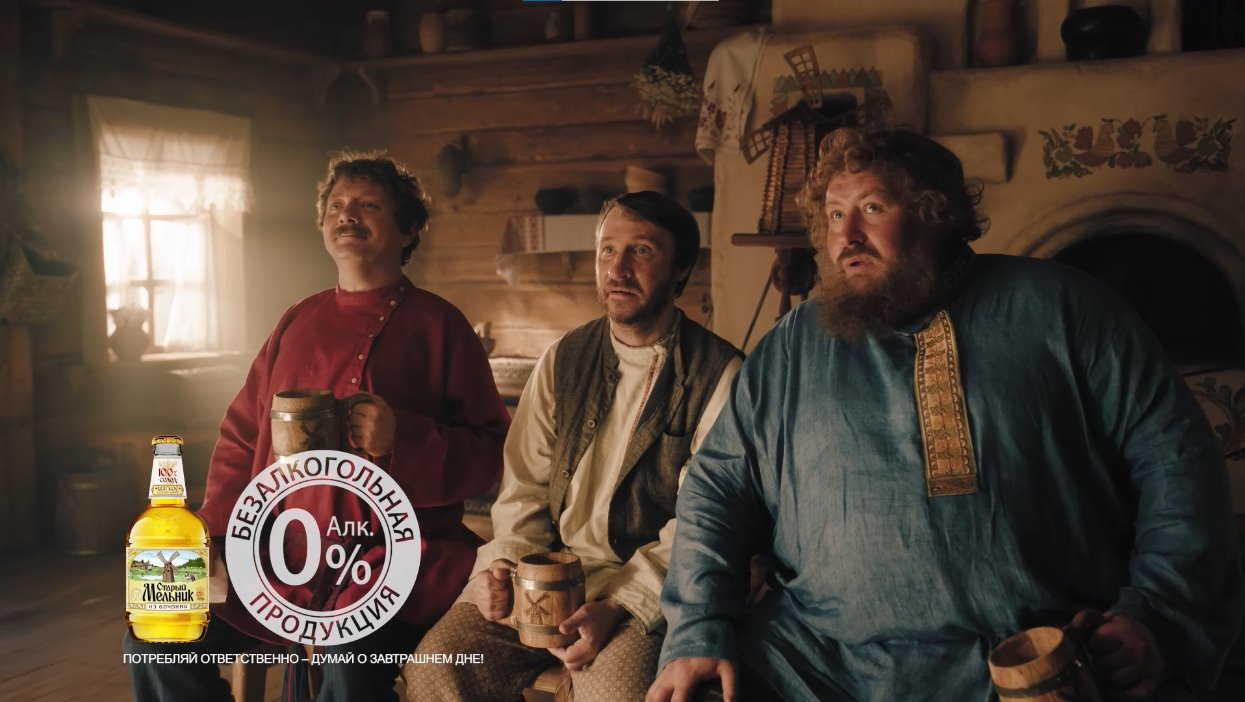 100%
СОЛОД
Старый
Мельник
ИЗ БОЧОНКА
БЕЗАЛКОГОЛЬНАЯ
0% Алк.
ПРОДУКЦИЯ
ПОТРЕБЛЯЙ ОТВЕТСТВЕННО – ДУМАЙ О ЗАВТРАШНЕМ ДНЕ!